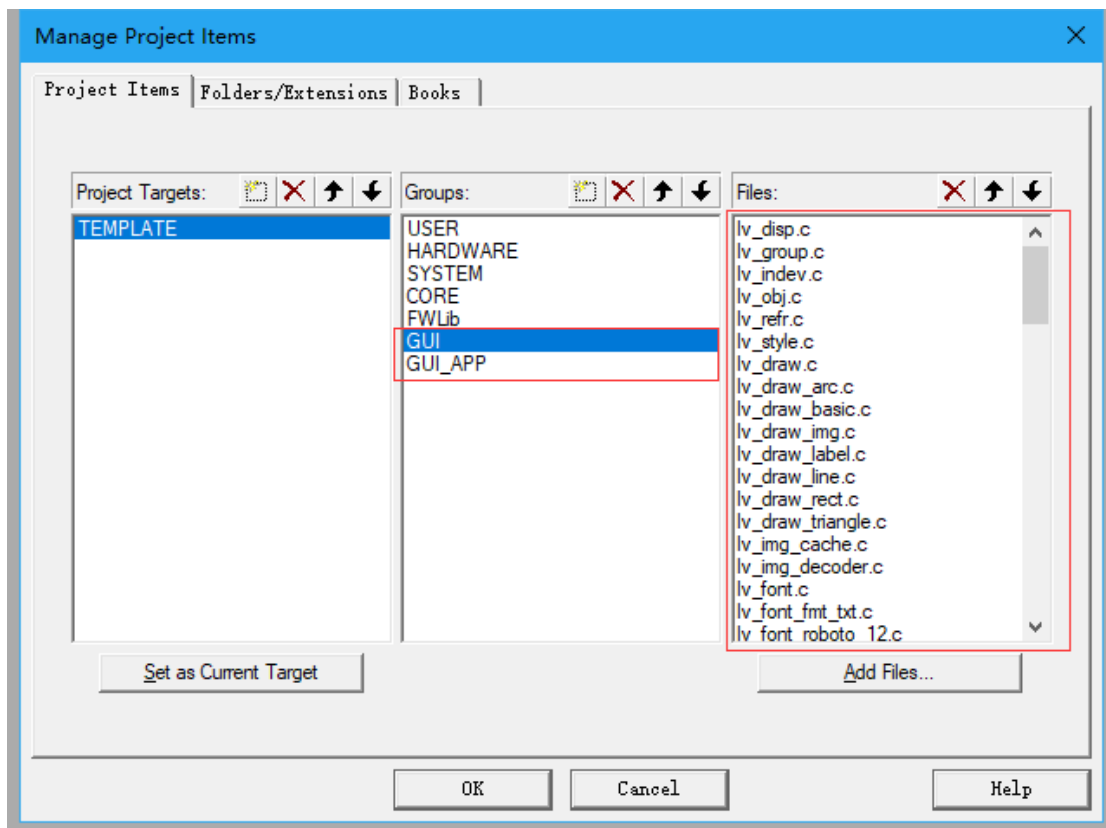 Manage Project Items
Project Items Folders/Extensions Books
Project Targets:
TEMPLATE
Set as Current Target
Groups:
USER
HARDWARE
SYSTEM
CORE
FWLib
GUI
GUI_APP
Files:
lv_disp.c
lv_group.c
lv_indev.c
lv_obj.c
lv_refr.c
lv_style.c
lv_draw.c
lv_draw_arc.c
lv_draw_basic.c
lv_draw_img.c
lv_draw_label.c
lv_draw_line.c
lv_draw_rect.c
lv_draw_triangle.c
lv_img_cache.c
lv_img_decoder.c
lv_font.c
lv_font_fmt_txt.c
lv_font_roboto_12.c
Add Files...
OK Cancel Help